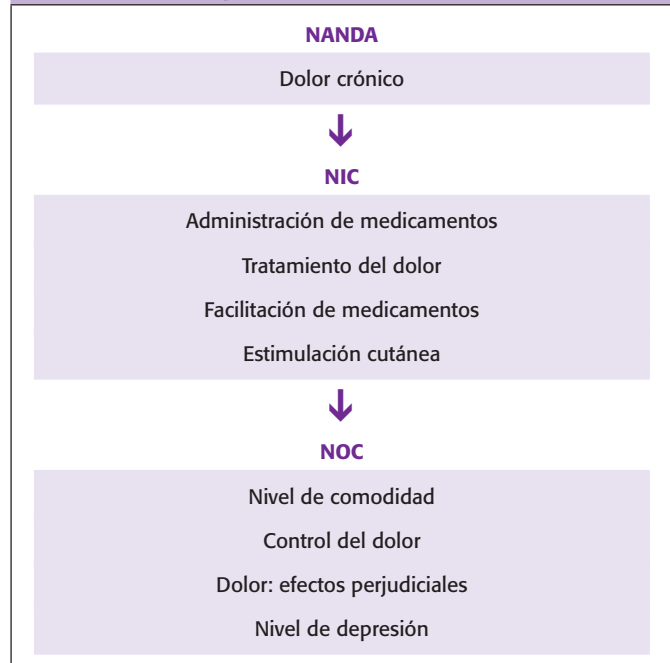 NANDA
Dolor crónico
NIC
Administración de medicamentos
Tratamiento del dolor
Facilitación de medicamentos
Estimulación cutánea
NOC
Nivel de comodidad
Control del dolor
Dolor: efectos perjudiciales
Nivel de depresión